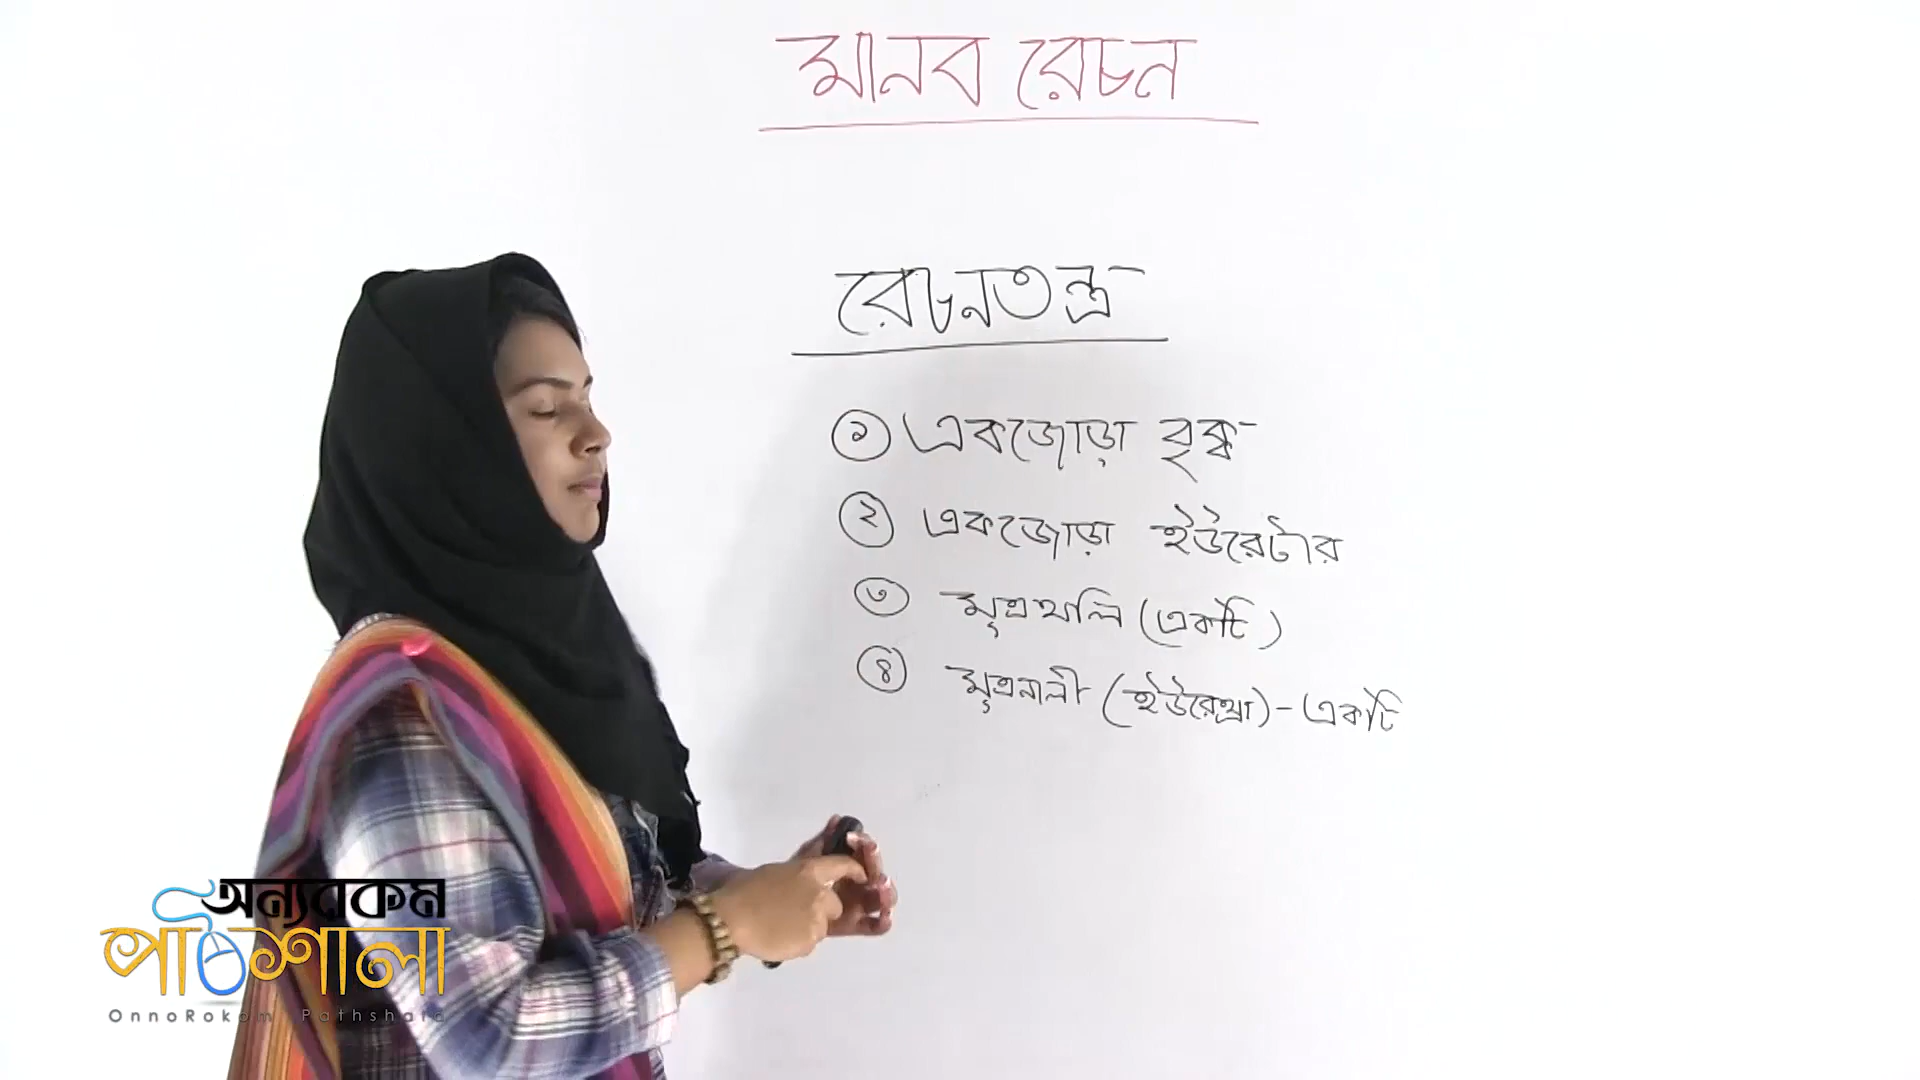 মানব রেচন
রেচনতন্ত্র
১ একজোড়া বৃক্ক
২ একজোড়া ইউরেটার
৩ মূত্রথলি (একটি)
৪ মূত্রনালী (ইউরেথ্রা) - একটি
অন্যরকম
পাঠশালা
OnnoRokom Pathshala